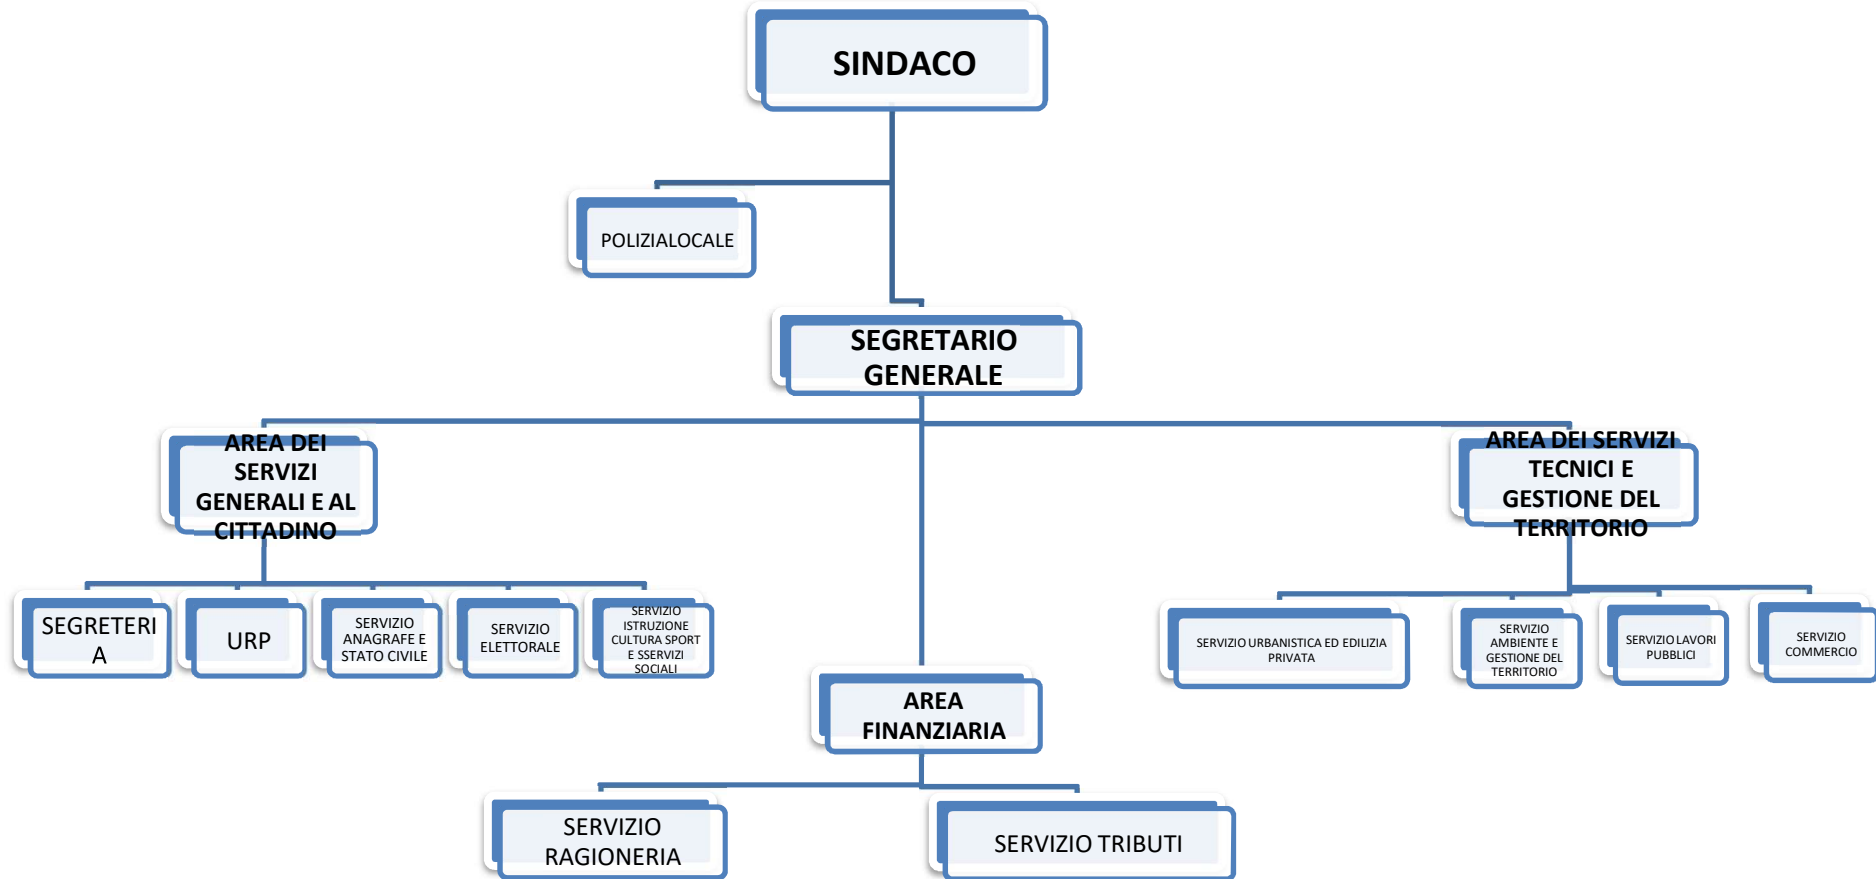 SINDACO
POLIZIALOCALE
SEGRETARIO
GENERALE
AREA DEI
SERVIZI
GENERALI E AL
CITTADINO
AREA DEI SERVIZI
TECNICI E
GESTIONE DEL
TERRITORIO
SEGRETERI
A
URP
SERVIZIO
ANAGRAFE E
STATO CIVILE
SERVIZIO
ELETTORALE
SERVIZIO
ISTRUZIONE
CULTURA SPORT
E SSERVIZI
SOCIALI
SERVIZIO URBANISTICA ED EDILIZIA
PRIVATA
SERVIZIO
AMBIENTE E
GESTIONE DEL
TERRITORIO
SERVIZIO LAVORI
PUBBLICI
SERVIZIO
COMMERCIO
AREA
FINANZIARIA
SERVIZIO
RAGIONERIA
SERVIZIO TRIBUTI